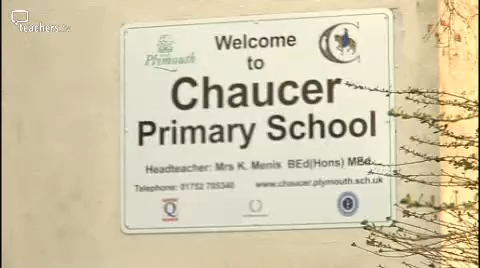 teachers.tv
Plymouth
Welcome
to
Chaucer
Primary School
Headteacher: Mrs K. Menis BEd(Hons) MEd
Telephone: 01752 705340
www.chaucer.plymouth.sch.uk
Q